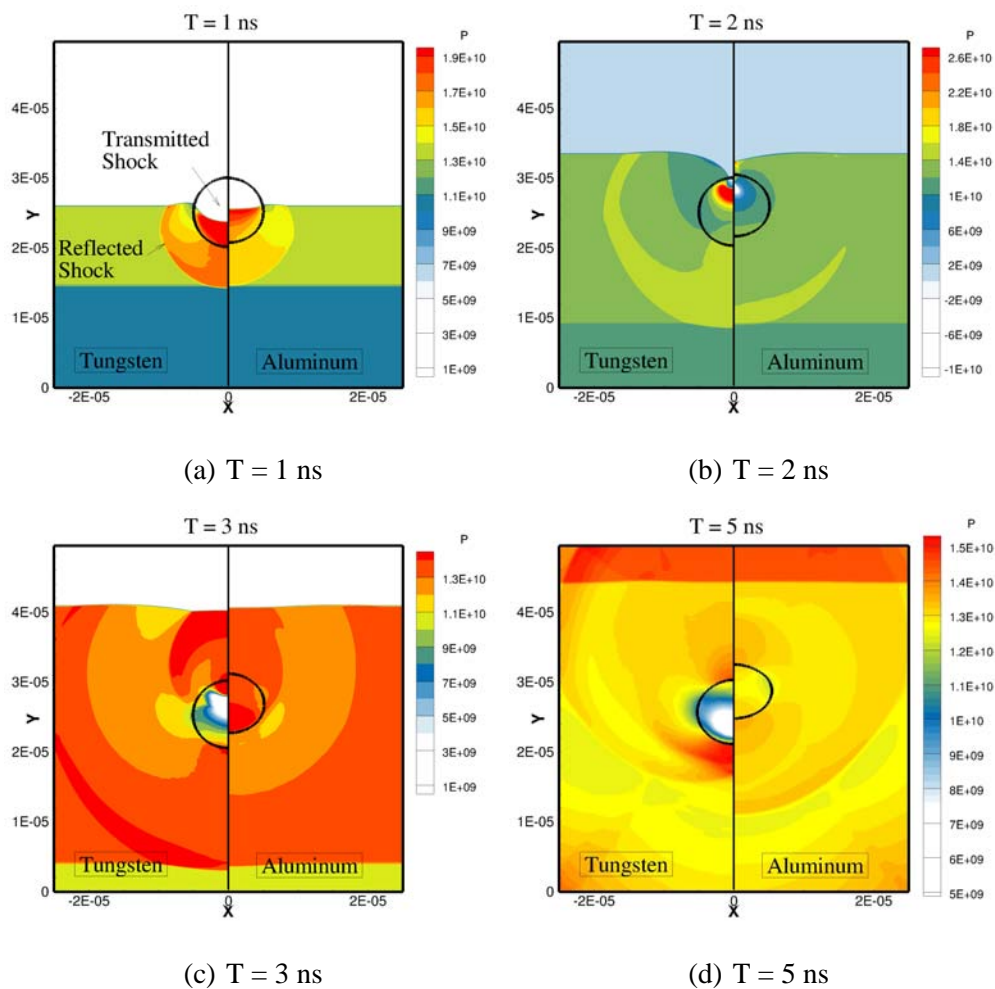 T = 1 ns
P
1.9E+10
1.7E+10
1.5E+10
1.3E+10
1.1E+10
9E+09
7E+09
5E+09
3E+09
1E+09
4E-05
3E-05
2E-05
1E-05
0
Y
Transmitted
Shock
Reflected
Shock
Tungsten
Aluminum
-2E-05
0
2E-05
X
(a) T = 1 ns
T = 2 ns
P
2.6E+10
2.2E+10
1.8E+10
1.4E+10
1E+10
6E+09
2E+09
-2E+09
-6E+09
-1E+10
4E-05
3E-05
2E-05
1E-05
0
Y
Tungsten
Aluminum
-2E-05
0
2E-05
X
(b) T = 2 ns
T = 3 ns
P
1.3E+10
1.1E+10
9E+09
7E+09
5E+09
3E+09
1E+09
4E-05
3E-05
2E-05
1E-05
0
Y
Tungsten
Aluminum
-2E-05
0
2E-05
X
(c) T = 3 ns
T = 5 ns
P
1.5E+10
1.4E+10
1.3E+10
1.2E+10
1.1E+10
1E+10
9E+09
8E+09
7E+09
6E+09
5E+09
4E-05
3E-05
2E-05
1E-05
0
Y
Tungsten
Aluminum
-2E-05
0
2E-05
X
(d) T = 5 ns